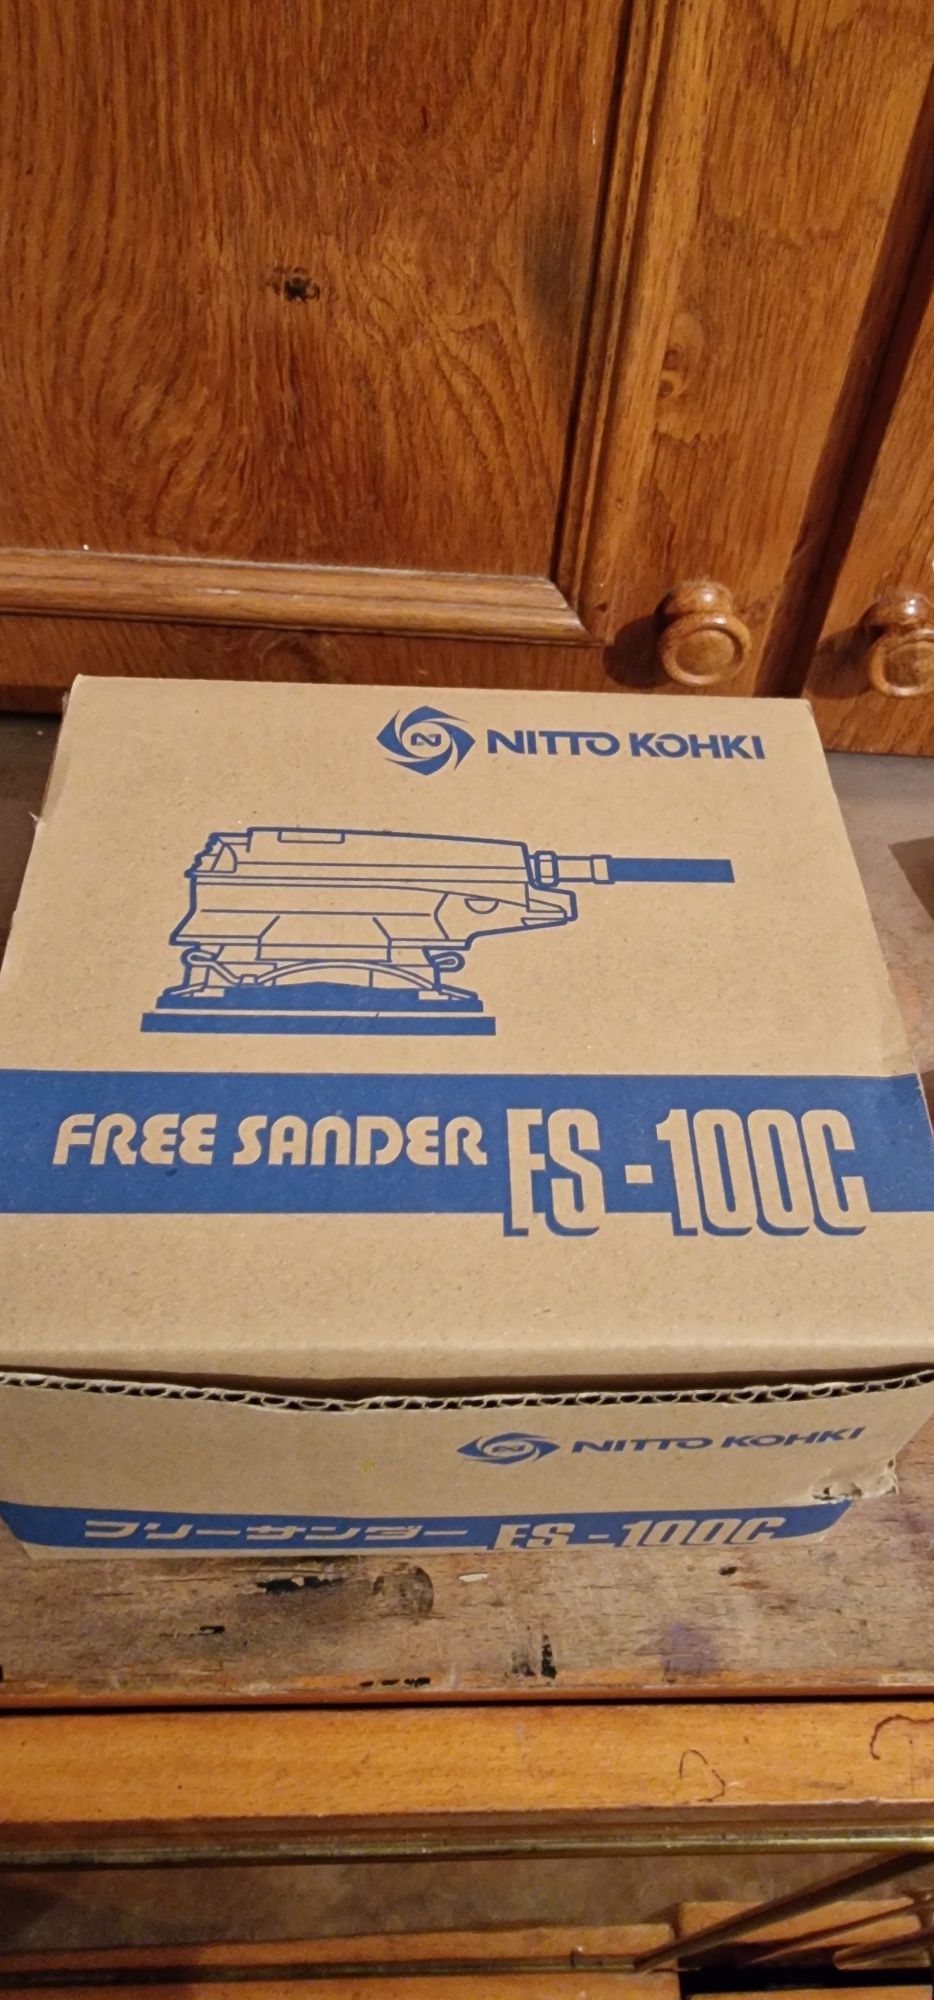 NITTO KOHKI
FREE SANDER FS-100C
NITTO KOHKI
フリーサンダー FS-100C